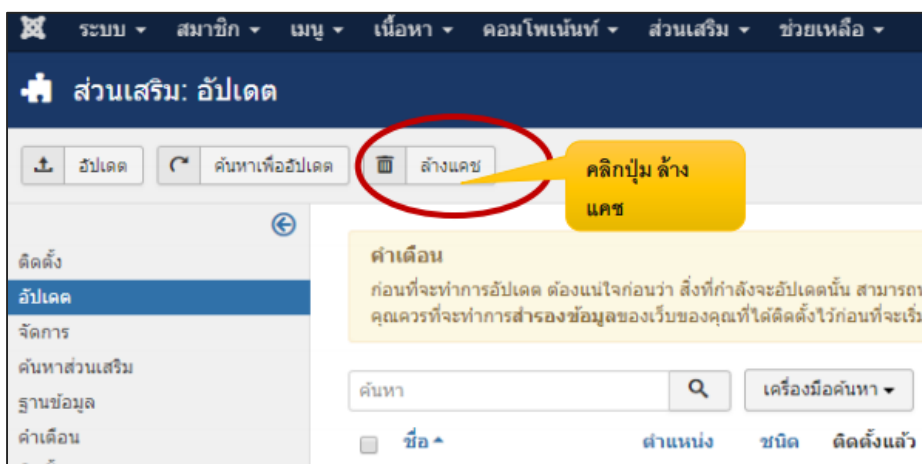 ระบบ สมาชิก เมนู เนื้อหา คอมโพเน้นท์ ส่วนเสริม ช่วยเหลือ
ส่วนเสริม: อัปเดต
อัปเดต ค้นหาเพื่ออัปเดต ล้างแคช
คลิกปุ่ม ล้าง
แคช
ติดตั้ง
อัปเดต
จัดการ
ค้นหาส่วนเสริม
ฐานข้อมูล
คำเตือน
คำเตือน
ก่อนที่จะทำการอัปเดต ต้องแน่ใจก่อนว่า สิ่งที่กำลังจะอัปเดตนั้น
คุณควรที่จะทำการสำรองข้อมูลของเว็บของคุณที่ได้ติดตั้งไว้ก่อนที่จะ
ค้นหา เครื่องมือค้นหา
ชื่อ ตำแหน่ง ชนิด ติดตั้งแล้ว